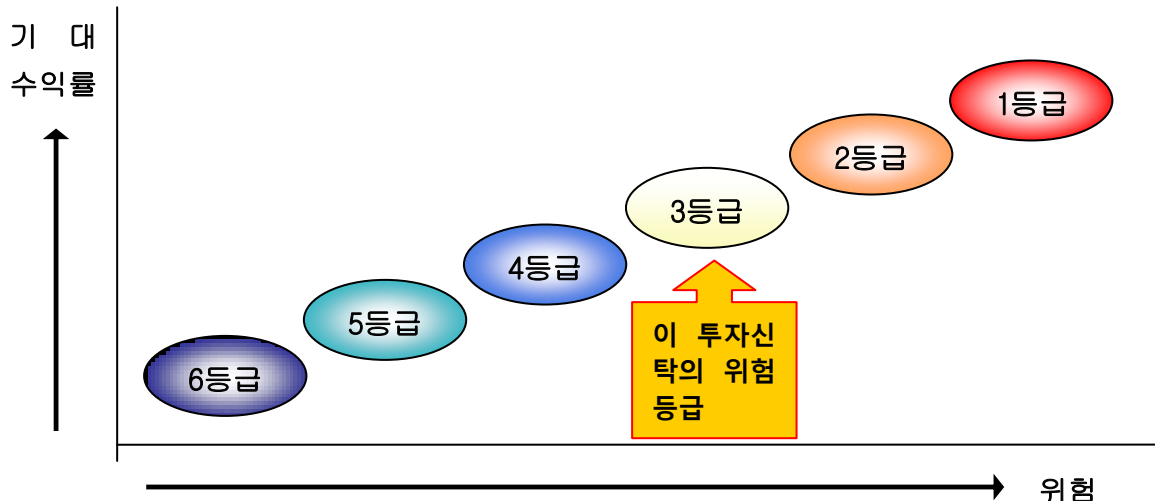 기 대
수익률
1등급
2등급
3등급
4등급
5등급
6등급
이 투자신
탁의 위험
등급
위험